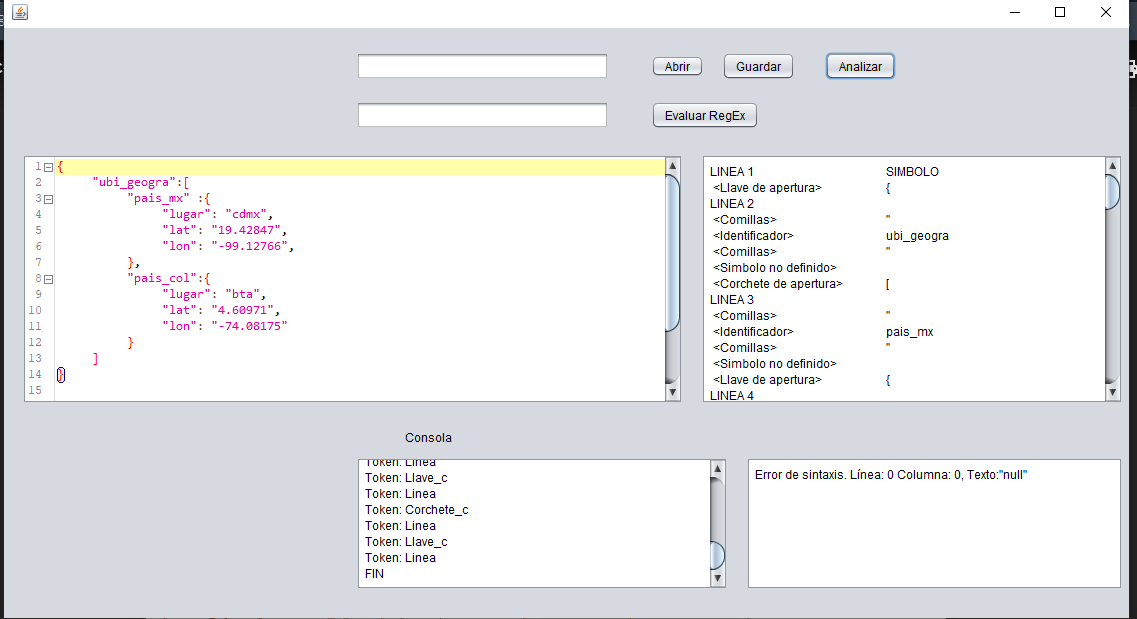 Abrir Guardar Analizar
Evaluar RegEx
1 {
2 "ubi_geogra":[
3 "pais_mx" :{
4 "lugar": "cdmx",
5 "lat": "19.42847",
6 "lon": "-99.12766",
7 },
8 "pais_col":{
9 "lugar": "bta",
10 "lat": "4.60971",
11 "lon": "-74.08175"
12 }
13 ]
14 }
15
LINEA 1 SIMBOLO
<Llave de apertura> {
LINEA 2
<Comillas> "
<Identificador> ubi_geogra
<Comillas> "
<Simbolo no definido>
<Corchete de apertura> [
LINEA 3
<Comillas> "
<Identificador> pais_mx
<Comillas> "
<Simbolo no definido>
<Llave de apertura> {
LINEA 4
Consola
Token: Linea
Token: Llave_c
Token: Linea
Token: Corchete_c
Token: Linea
Token: Llave_c
Token: Linea
FIN
Error de sintaxis. Línea: 0 Columna: 0, Texto:"null"